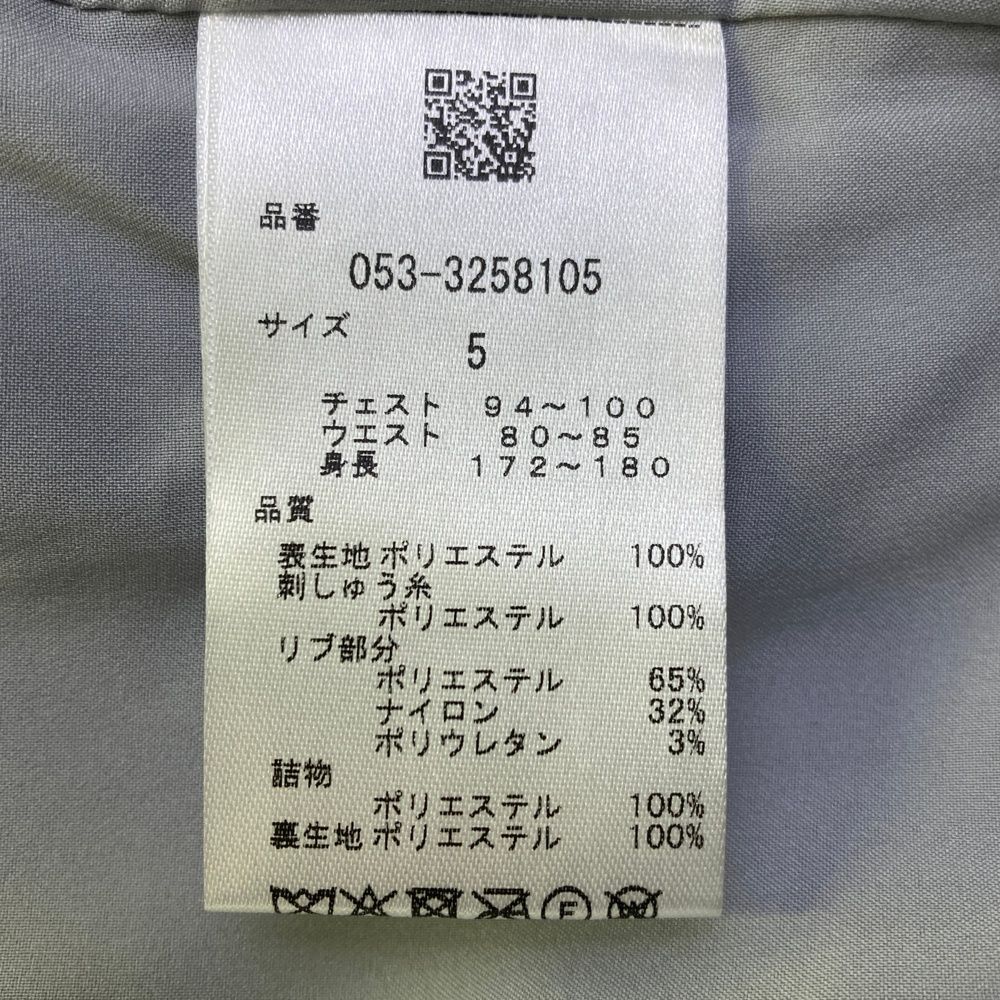 品番
053-3258105
サイズ
5
チェスト 94～100
ウエスト 80～85
身長 172～180
品質
表生地 ポリエステル 100%
刺しゅう糸
ポリエステル 100%
リブ部分
ポリエステル 65%
ナイロン 32%
ポリウレタン 3%
詰物
ポリエステル 100%
裏生地 ポリエステル 100%
F
W